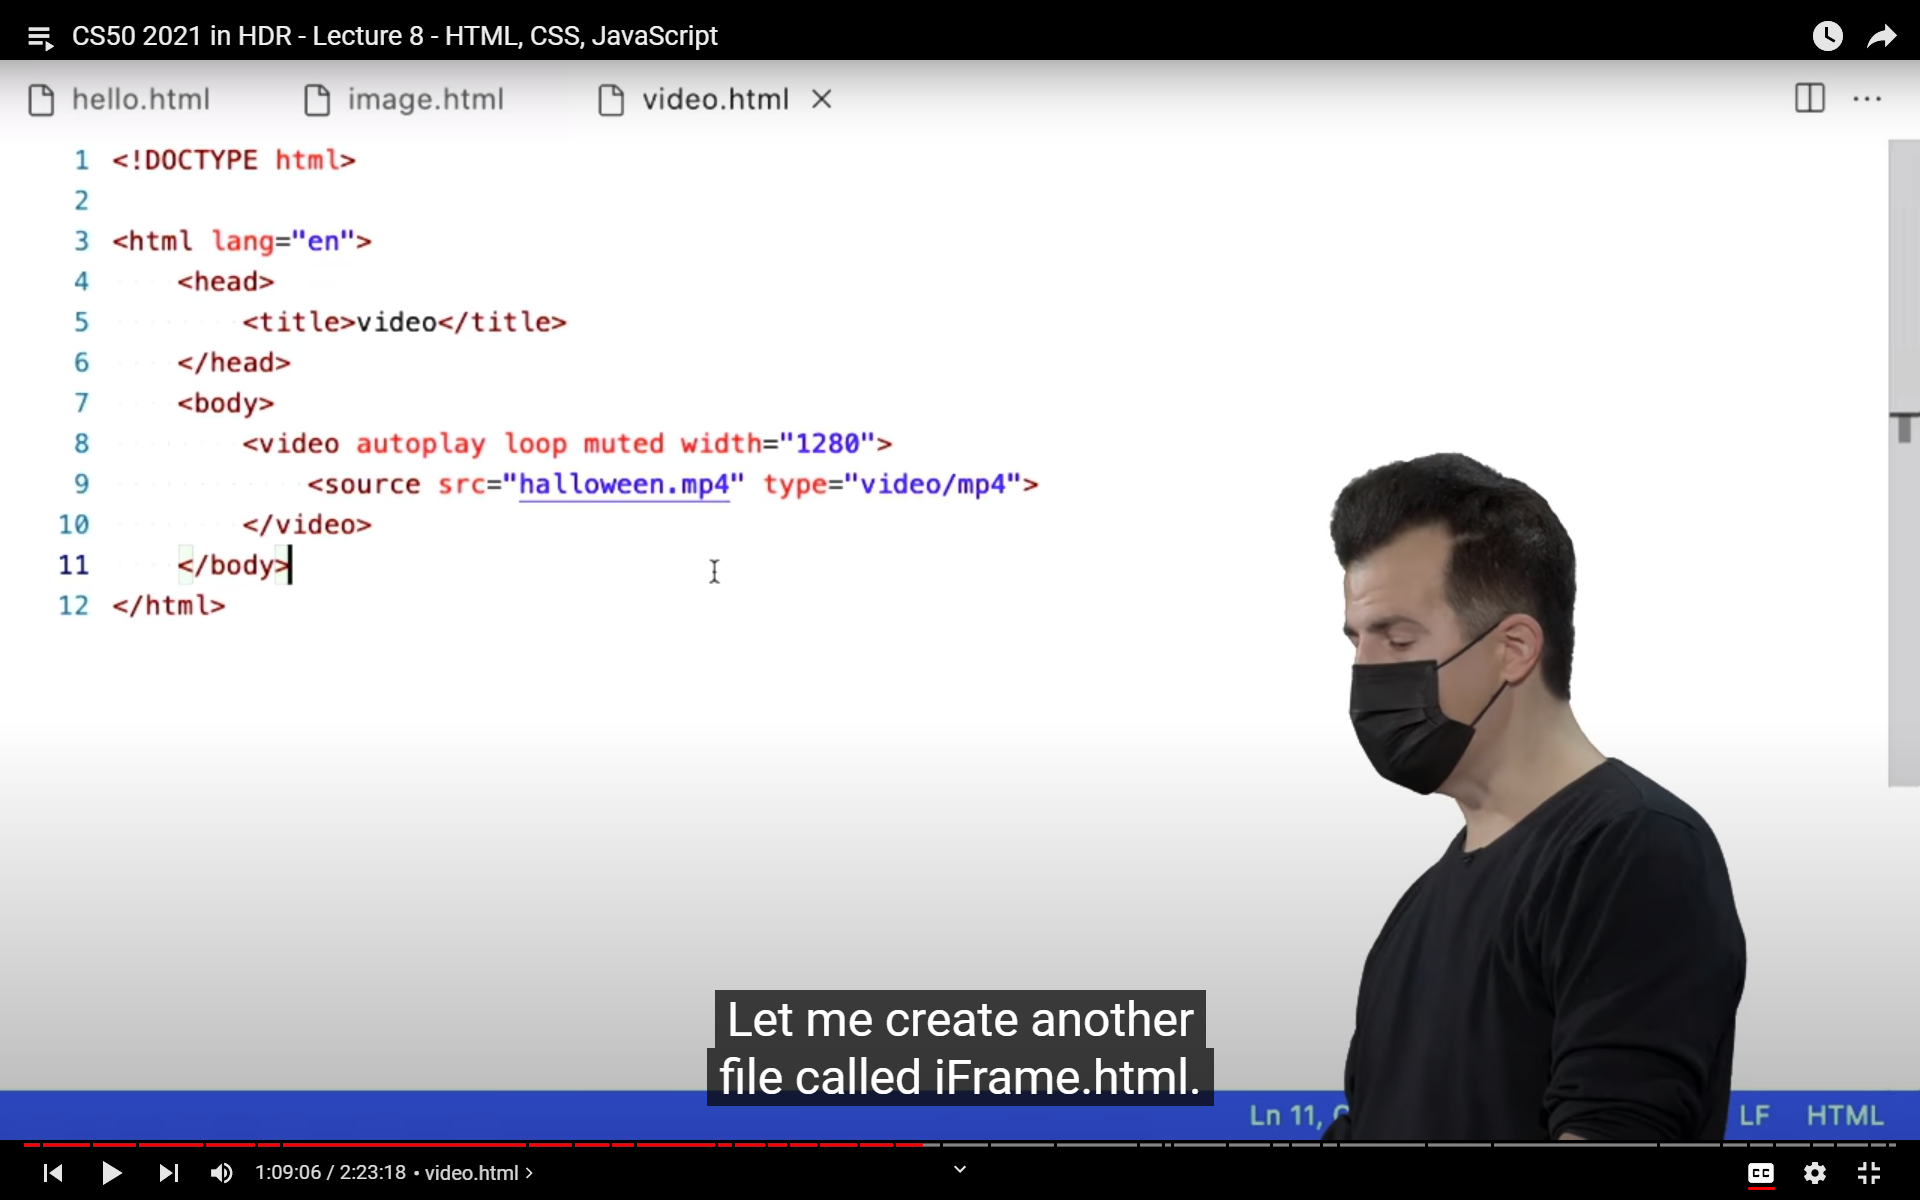 CS50 2021 in HDR - Lecture 8 - HTML, CSS, JavaScript
hello.html image.html video.html
1 <!DOCTYPE html>
2
3 <html lang="en">
4 <head>
5 <title>video</title>
6 </head>
7 <body>
8 <video autoplay loop muted width="1280">
9 <source src="halloween.mp4" type="video/mp4">
10 </video>
11 </body>
12 </html>
Let me create another
file called iFrame.html.
Ln 11, LF HTML
1:09:06 / 2:23:18 • video.html ›
CC